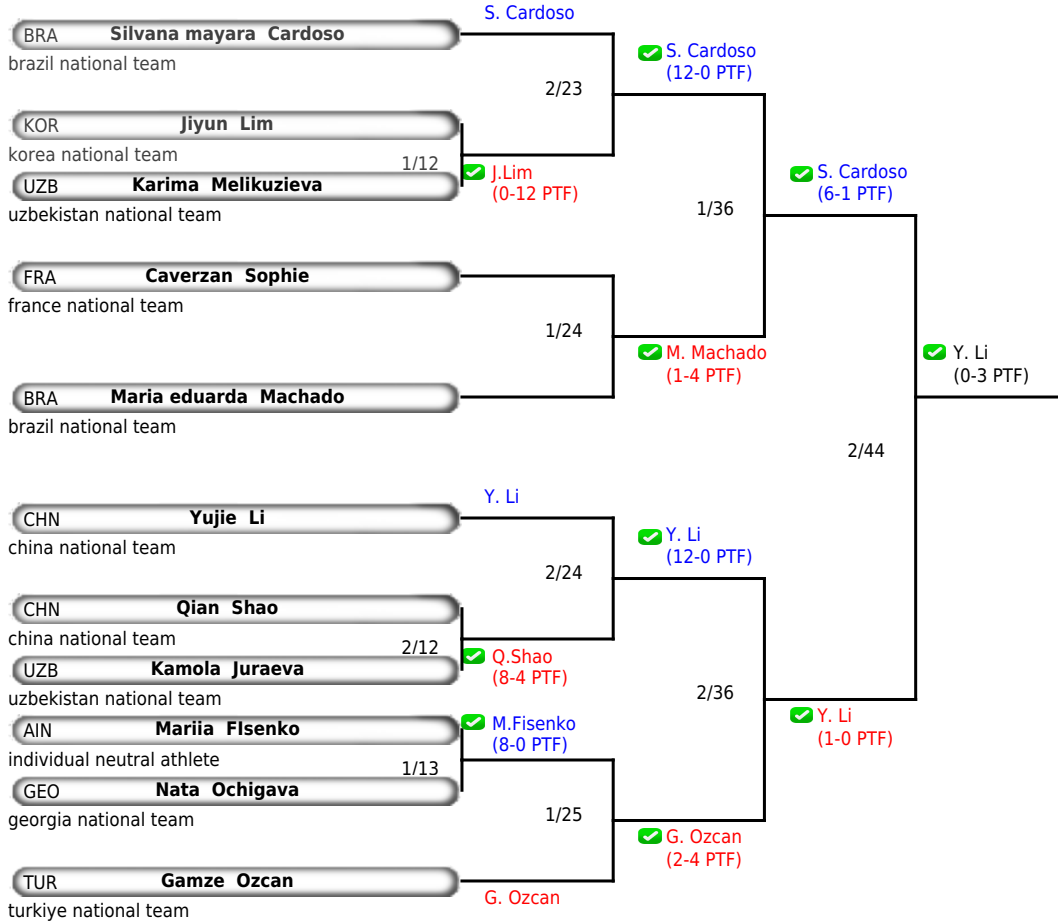 S. Cardoso
BRA Silvana mayara Cardoso
brazil national team
2/23
S. Cardoso
(12-0 PTF)
KOR Jiyun Lim
korea national team
1/12
J.Lim
(0-12 PTF)
UZB Karima Melikuzieva
uzbekistan national team
1/36
S. Cardoso
(6-1 PTF)
FRA Caverzan Sophie
france national team
1/24
M. Machado
(1-4 PTF)
BRA Maria eduarda Machado
brazil national team
Y. Li
(0-3 PTF)
2/44
Y. Li
CHN Yujie Li
china national team
2/24
Y. Li
(12-0 PTF)
CHN Qian Shao
china national team
2/12
Q.Shao
(8-4 PTF)
UZB Kamola Juraeva
uzbekistan national team
2/36
Y. Li
(1-0 PTF)
AIN Mariia FIsenko
individual neutral athlete
M.Fisenko
(8-0 PTF)
1/13
GEO Nata Ochigava
georgia national team
1/25
G. Ozcan
(2-4 PTF)
TUR Gamze Ozcan
turkiye national team
G. Ozcan